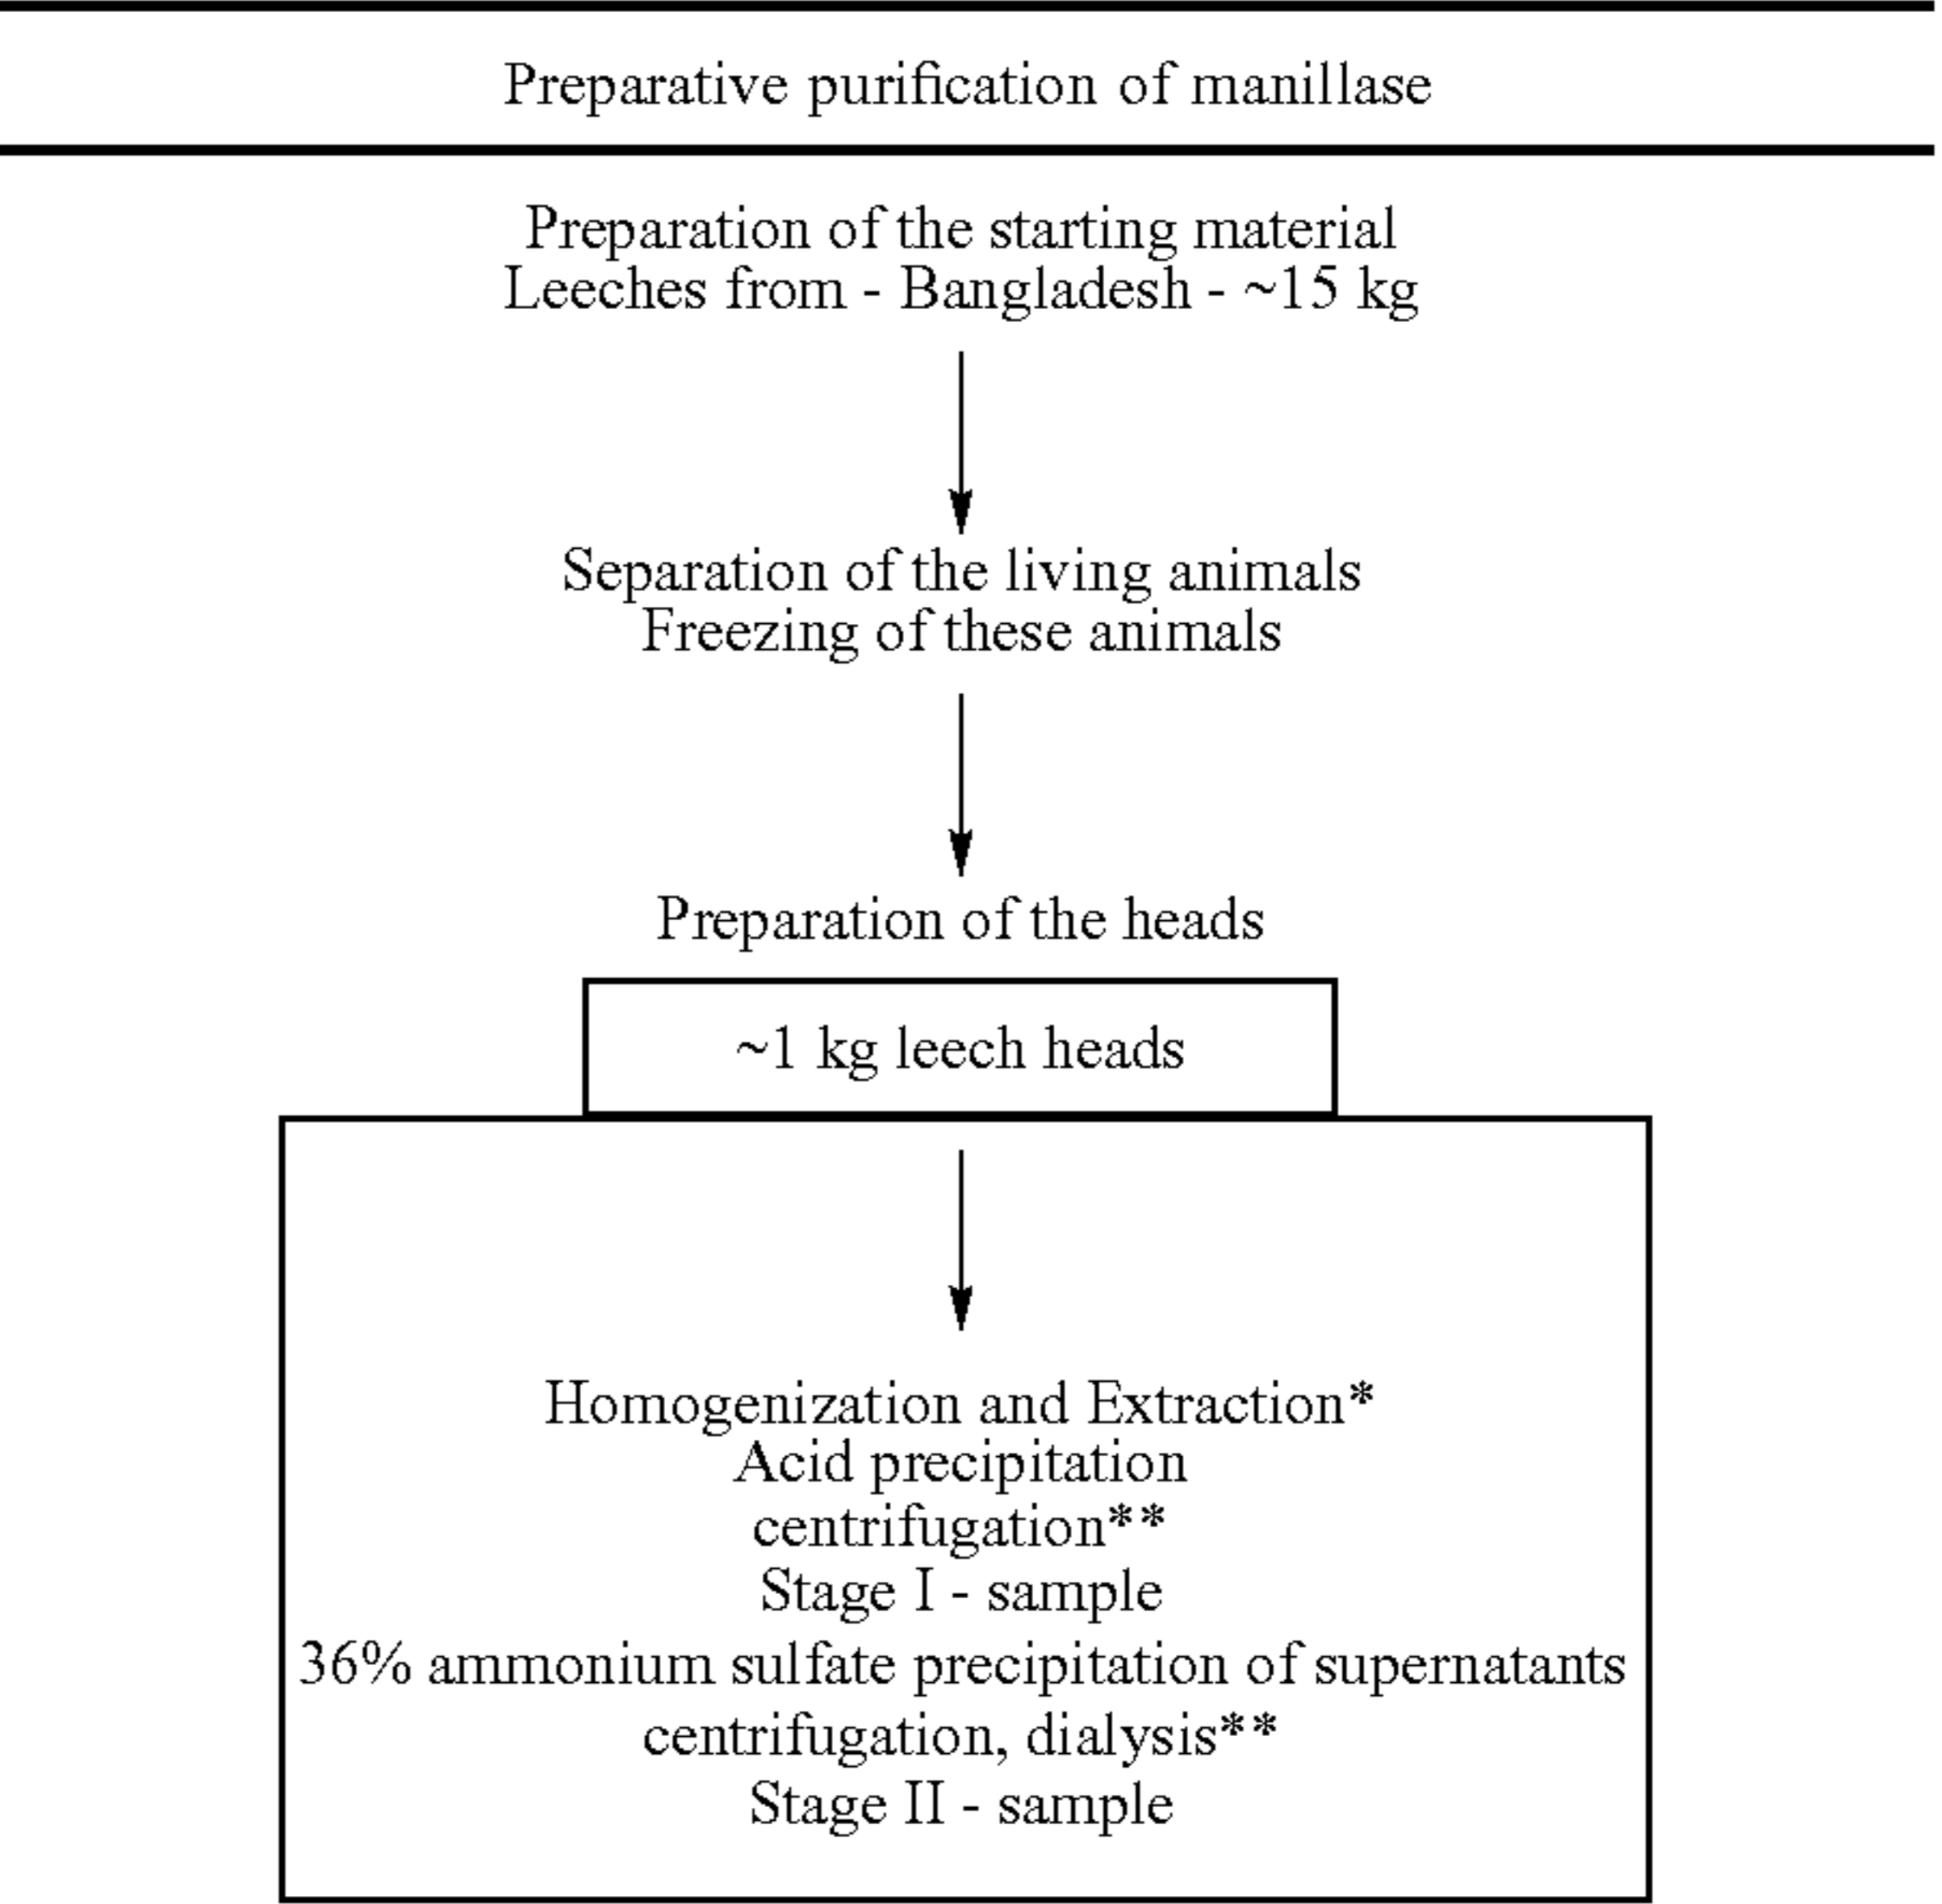 Preparative purification of manillase
Preparation of the starting material
Leeches from - Bangladesh - ~15 kg
Separation of the living animals
Freezing of these animals
Preparation of the heads
~1 kg leech heads
Homogenization and Extraction*
Acid precipitation
centrifugation**
Stage I - sample
36% ammonium sulfate precipitation of supernatants
centrifugation, dialysis**
Stage II - sample